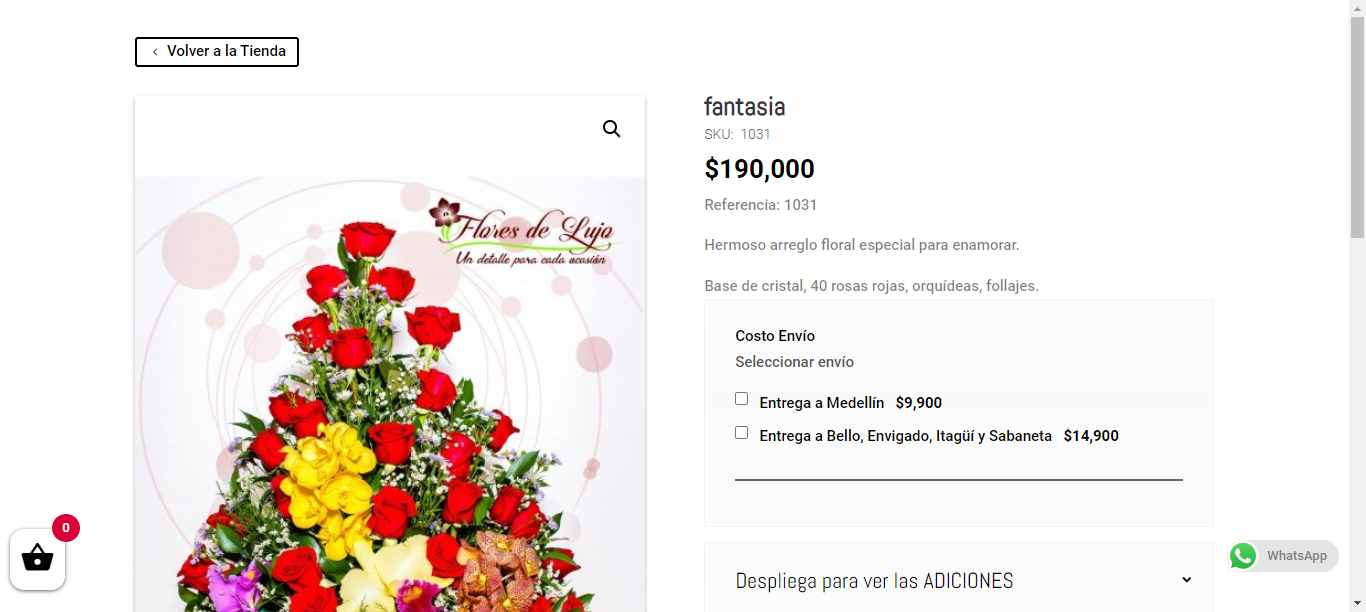 Volver a la Tienda
Flores de Lujo
Un detalle para cada ocasión
fantasia
SKU: 1031
$190,000
Referencia: 1031
Hermoso arreglo floral especial para enamorar.
Base de cristal, 40 rosas rojas, orquídeas, follajes.
Costo Envío
Seleccionar envío
Entrega a Medellín $9,900
Entrega a Bello, Envigado, Itagüí y Sabaneta $14,900
0
WhatsApp
Despliega para ver las ADICIONES